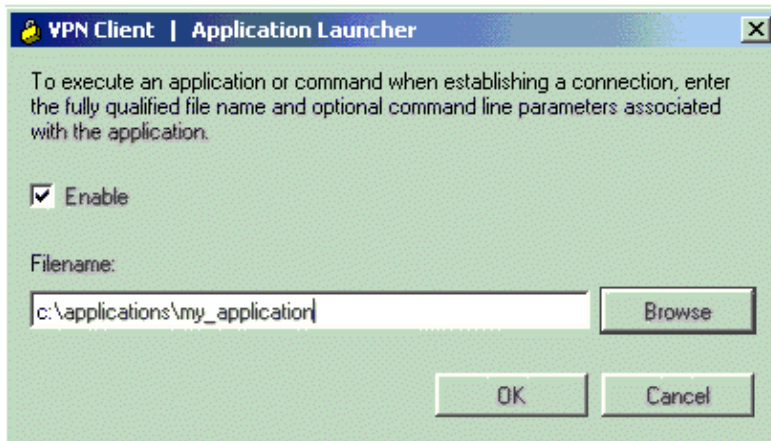 VPN Client | Application Launcher
To execute an application or command when establishing a connection, enter
the fully qualified file name and optional command line parameters associated
with the application.
Enable
Filename:
c:\applications\my_application
Browse
OK
Cancel